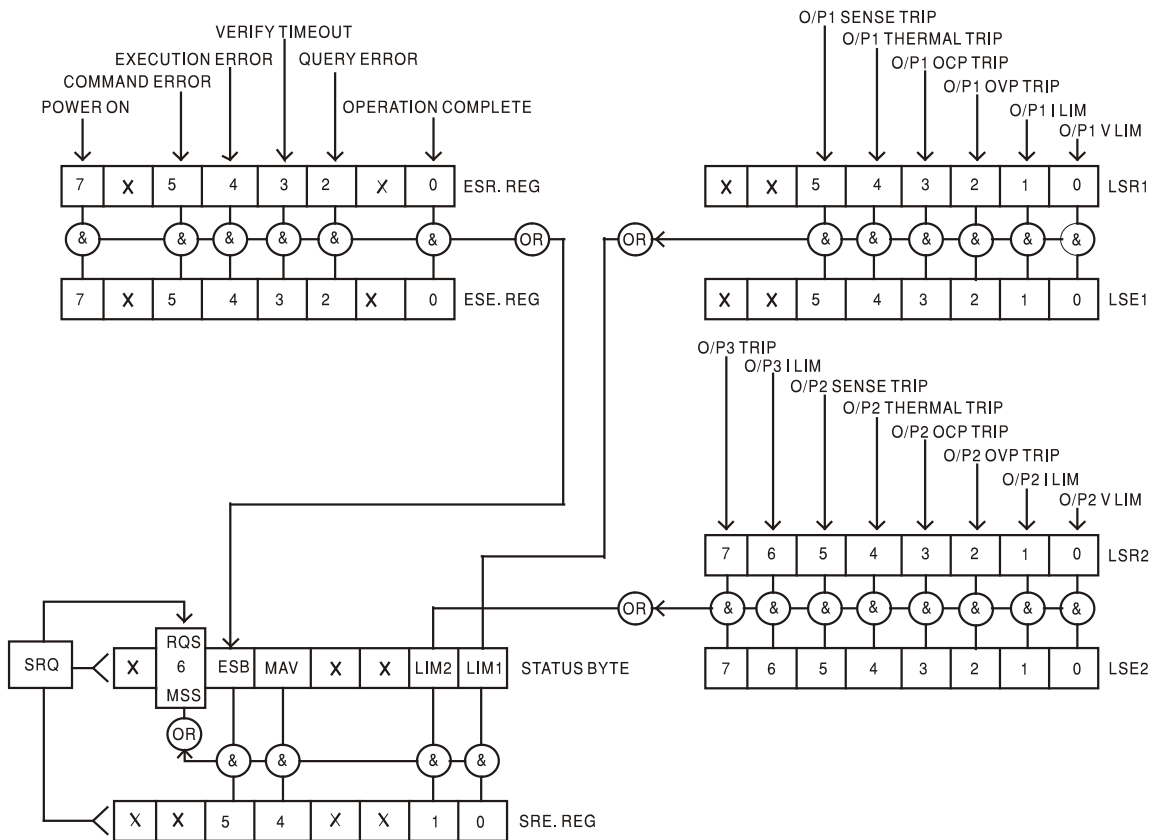 VERIFY TIMEOUT
EXECUTION ERROR QUERY ERROR
COMMAND ERROR
POWER ON OPERATION COMPLETE
7 X 5 4 3 2 X 0 ESR. REG
& & & & & & OR
7 X 5 4 3 2 X 0 ESE. REG
O/P1 SENSE TRIP
O/P1 THERMAL TRIP
O/P1 OCP TRIP
O/P1 OVP TRIP
O/P1 I LIM
O/P1 V LIM
X X 5 4 3 2 1 0 LSR1
OR & & & & & &
X X 5 4 3 2 1 0 LSE1
O/P3 TRIP
O/P3 I LIM
O/P2 SENSE TRIP
O/P2 THERMAL TRIP
O/P2 OCP TRIP
O/P2 OVP TRIP
O/P2 I LIM
O/P2 V LIM
7 6 5 4 3 2 1 0 LSR2
OR & & & & & & & &
7 6 5 4 3 2 1 0 LSE2
SRQ
RQS
X 6 ESB MAV X X LIM2 LIM1 STATUS BYTE
MSS
OR
& & & &
X X 5 4 X X 1 0 SRE. REG